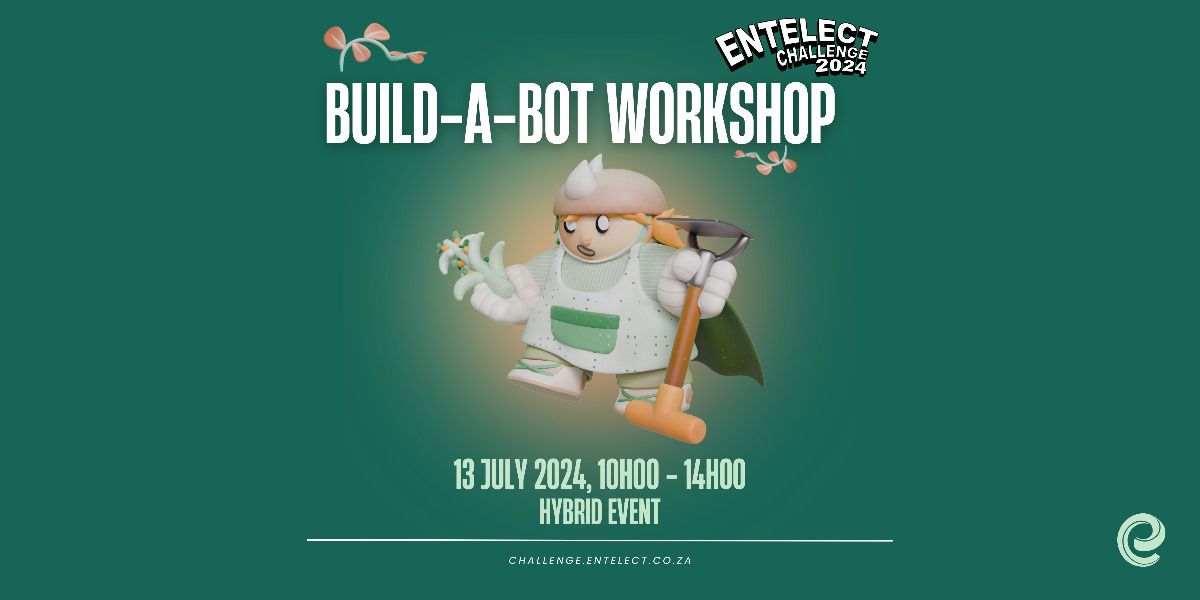 ENTELECT
CHALLENGE
2024
BUILD-A-BOT WORKSHOP
13 JULY 2024, 10H00 - 14H00
HYBRID EVENT
CHALLENGE.ENTELECT.CO.ZA